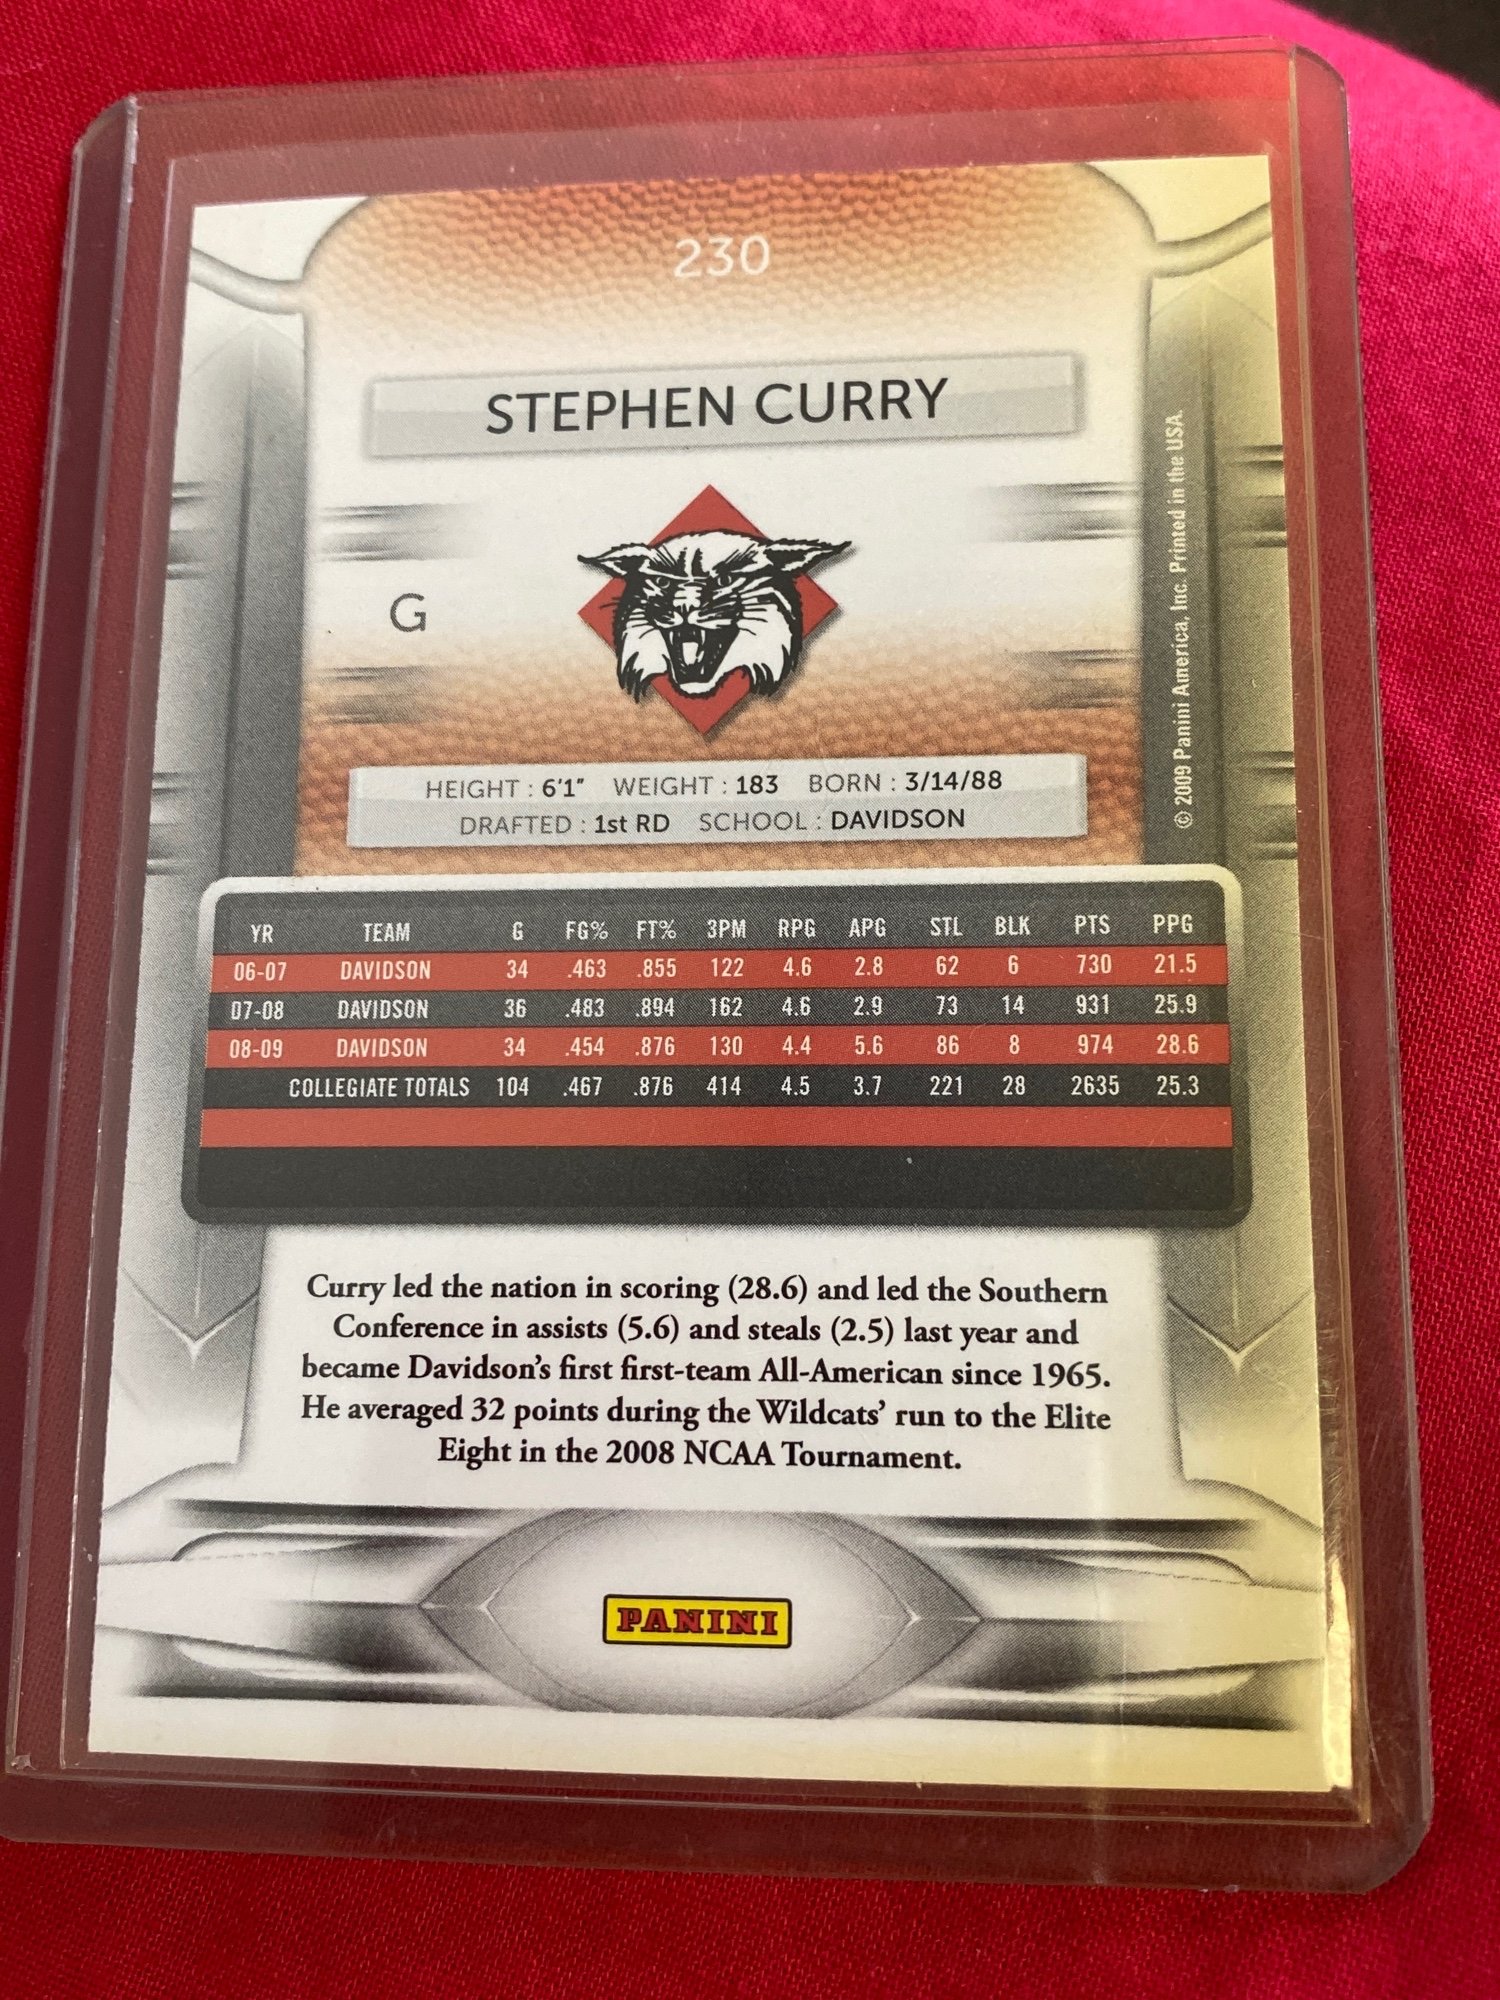 230
STEPHEN CURRY
G
HEIGHT : 6'1" WEIGHT : 183 BORN : 3/14/88
DRAFTED : 1st RD SCHOOL : DAVIDSON
© 2009 Panini America, Inc. Printed in the USA.
YR TEAM G FG% FT% 3PM RPG APG STL BLK PTS PPG
06-07 DAVIDSON 34 .463 .855 122 4.6 2.8 62 6 730 21.5
07-08 DAVIDSON 36 .483 .894 162 4.6 2.9 73 14 931 25.9
08-09 DAVIDSON 34 .454 .876 130 4.4 5.6 86 8 974 28.6
COLLEGIATE TOTALS 104 .467 .876 414 4.5 3.7 221 28 2635 25.3
Curry led the nation in scoring (28.6) and led the Southern
Conference in assists (5.6) and steals (2.5) last year and
became Davidson's first first-team All-American since 1965.
He averaged 32 points during the Wildcats' run to the Elite
Eight in the 2008 NCAA Tournament.
PANINI